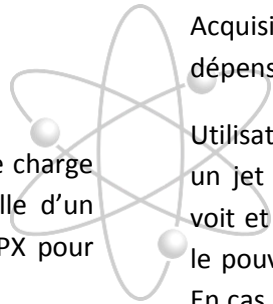 e charge
lle d'un
PX pour
Acquisi
dépens
Utilisat
un jet
voit et
le pouv
En cas